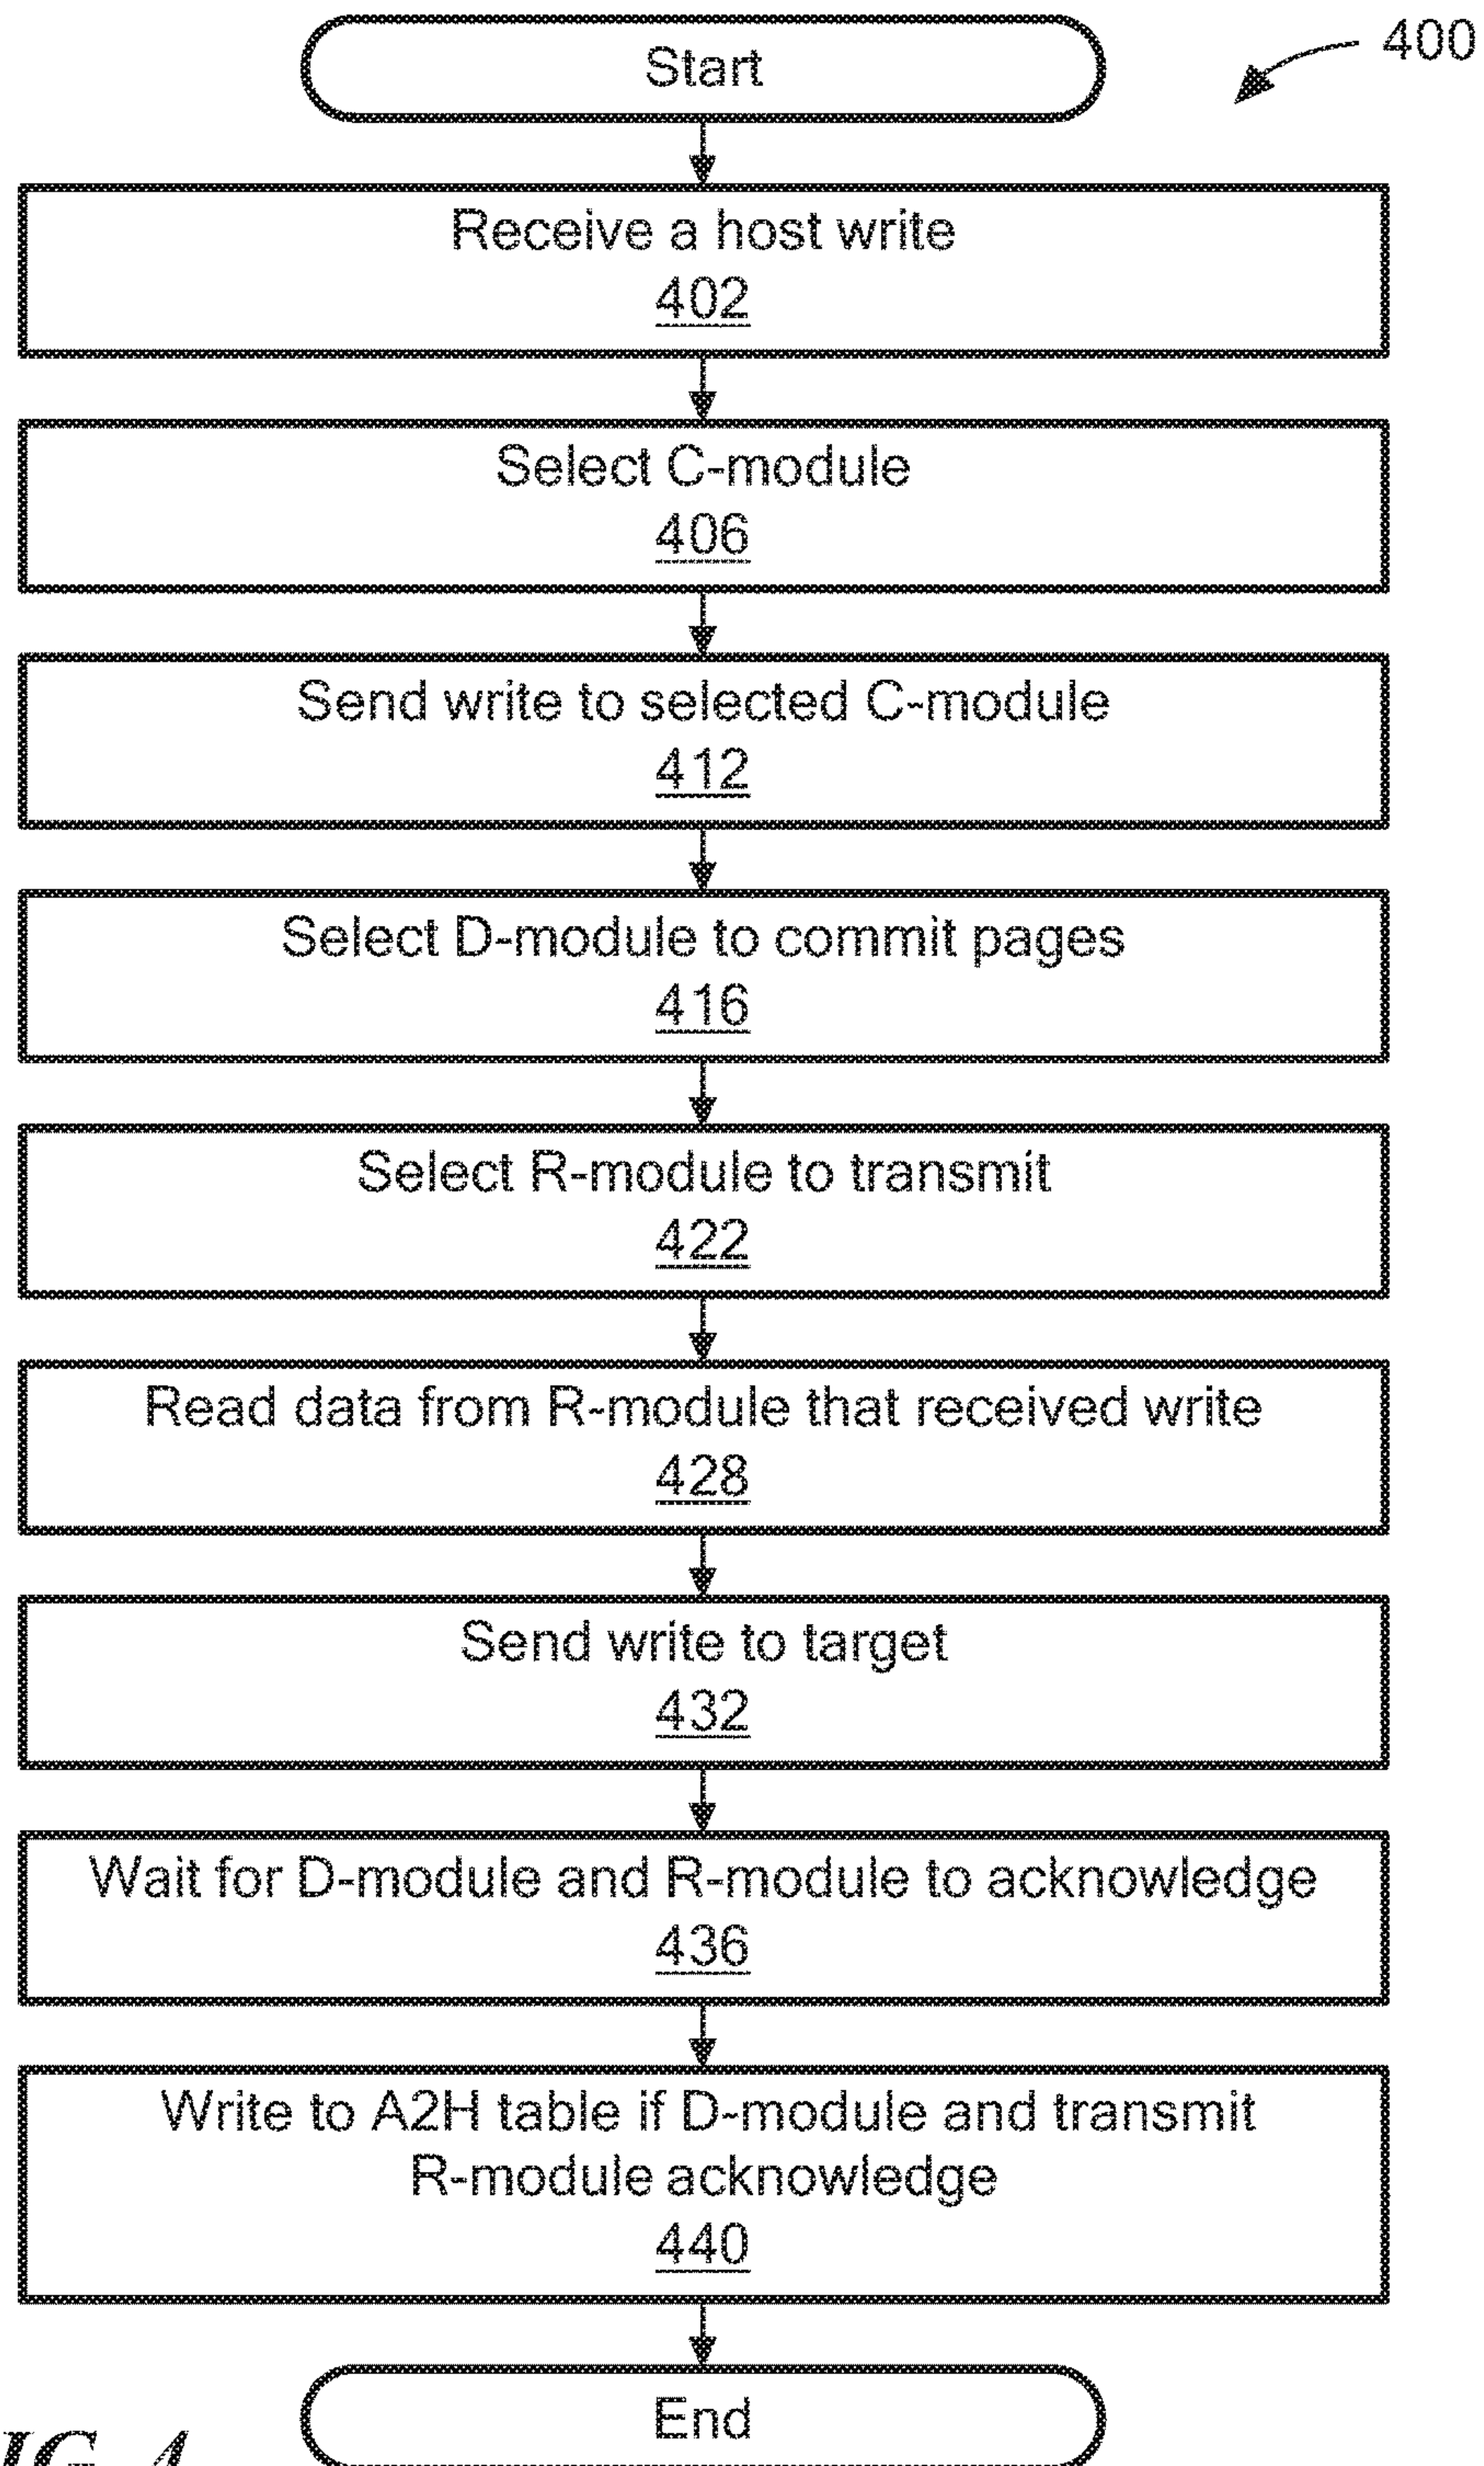 Start
400
Receive a host write
402
Select C-module
406
Send write to selected C-module
412
Select D-module to commit pages
416
Select R-module to transmit
422
Read data from R-module that received write
428
Send write to target
432
Wait for D-module and R-module to acknowledge
436
Write to A2H table if D-module and transmit
R-module acknowledge
440
End